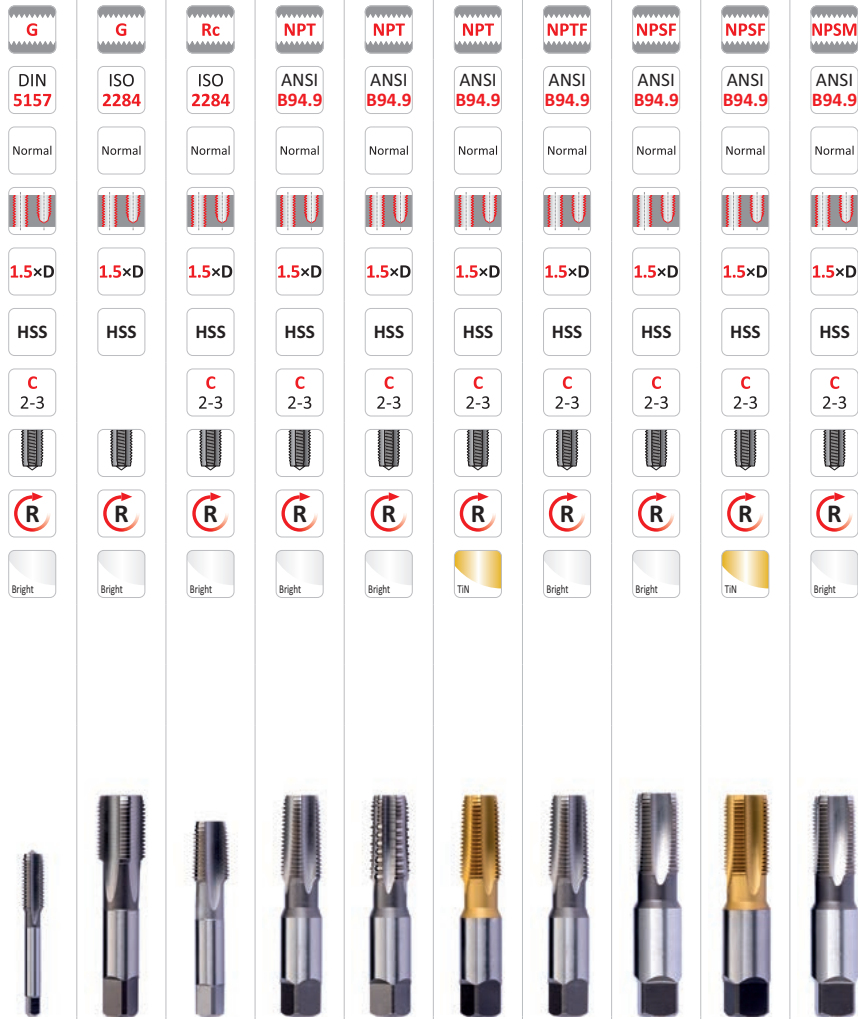 G G Rc NPT NPT NPT NPTF NPSF NPSF NPSM
DIN ISO ISO ANSI ANSI ANSI ANSI ANSI ANSI ANSI
5157 2284 2284 B94.9 B94.9 B94.9 B94.9 B94.9 B94.9 B94.9
Normal Normal Normal Normal Normal Normal Normal Normal Normal Normal
1.5×D 1.5×D 1.5×D 1.5×D 1.5×D 1.5×D 1.5×D 1.5×D 1.5×D 1.5×D
HSS HSS HSS HSS HSS HSS HSS HSS HSS HSS
C C C C C C C C C
2-3 2-3 2-3 2-3 2-3 2-3 2-3 2-3 2-3
R R R R R R R R R R
Bright Bright Bright Bright Bright TiN Bright Bright TiN Bright